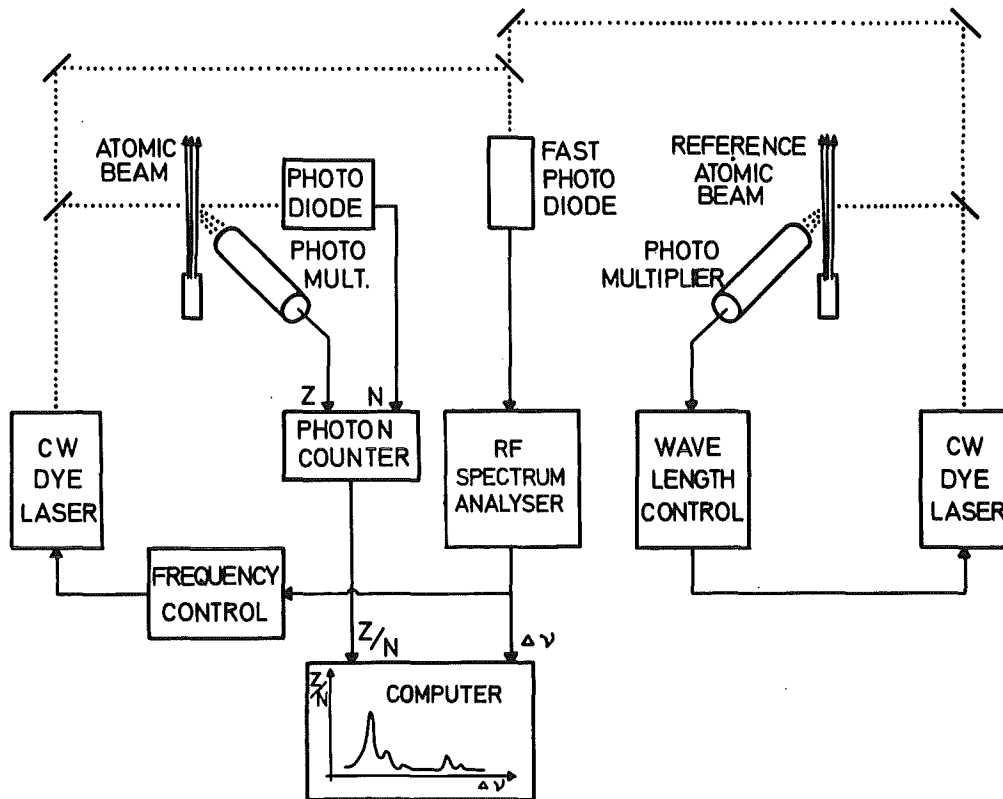 ATOMIC
BEAM
PHOTO
DIODE
PHOTO
MULT.
FAST
PHOTO
DIODE
REFERENCE
ATOMIC
BEAM
PHOTO
MULTIPLIER
Z
N
CW
DYE
LASER
PHOTON
COUNTER
RF
SPECTRUM
ANALYSER
WAVE
LENGTH
CONTROL
CW
DYE
LASER
FREQUENCY
CONTROL
Z/N
Δν
Z/N
COMPUTER
Δν